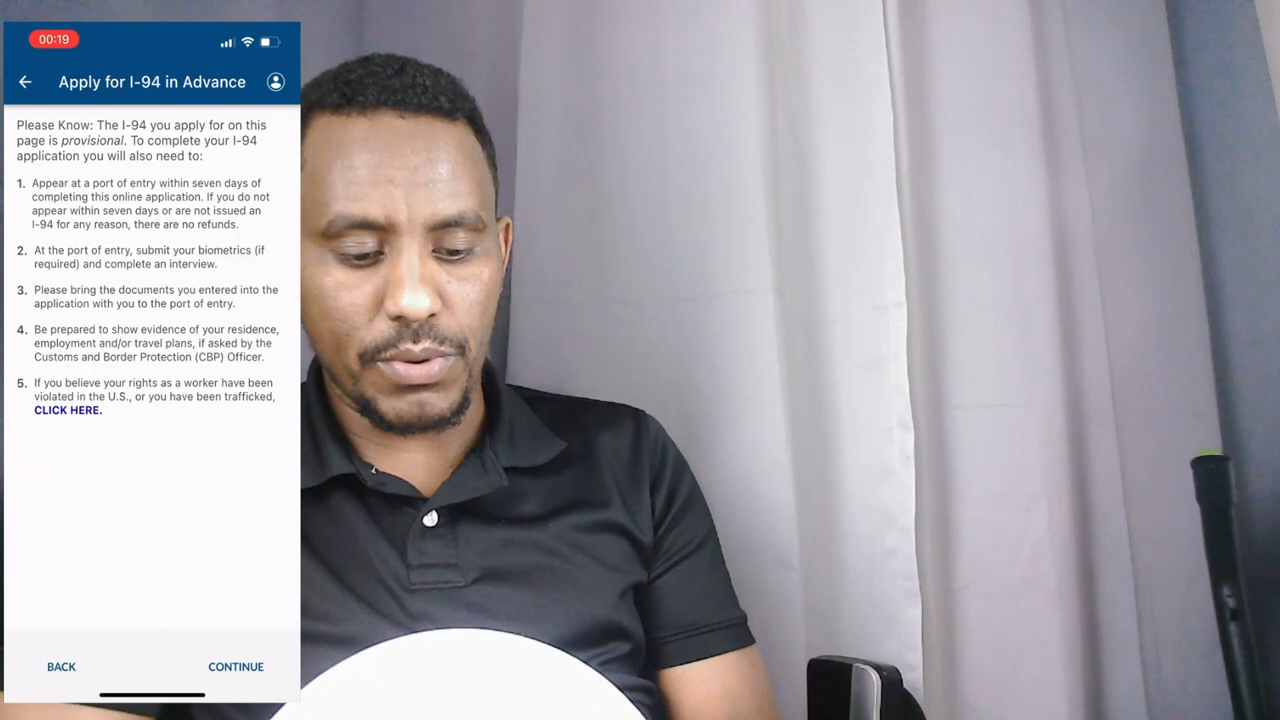 00:19
Apply for I-94 in Advance
Please Know: The I-94 you apply for on this
page is provisional. To complete your I-94
application you will also need to:
1. Appear at a port of entry within seven days of
completing this online application. If you do not
appear within seven days or are not issued an
I-94 for any reason, there are no refunds.
2. At the port of entry, submit your biometrics (if
required) and complete an interview.
3. Please bring the documents you entered into the
application with you to the port of entry.
4. Be prepared to show evidence of your residence,
employment and/or travel plans, if asked by the
Customs and Border Protection (CBP) Officer.
5. If you believe your rights as a worker have been
violated in the U.S., or you have been trafficked,
CLICK HERE.
BACK
CONTINUE